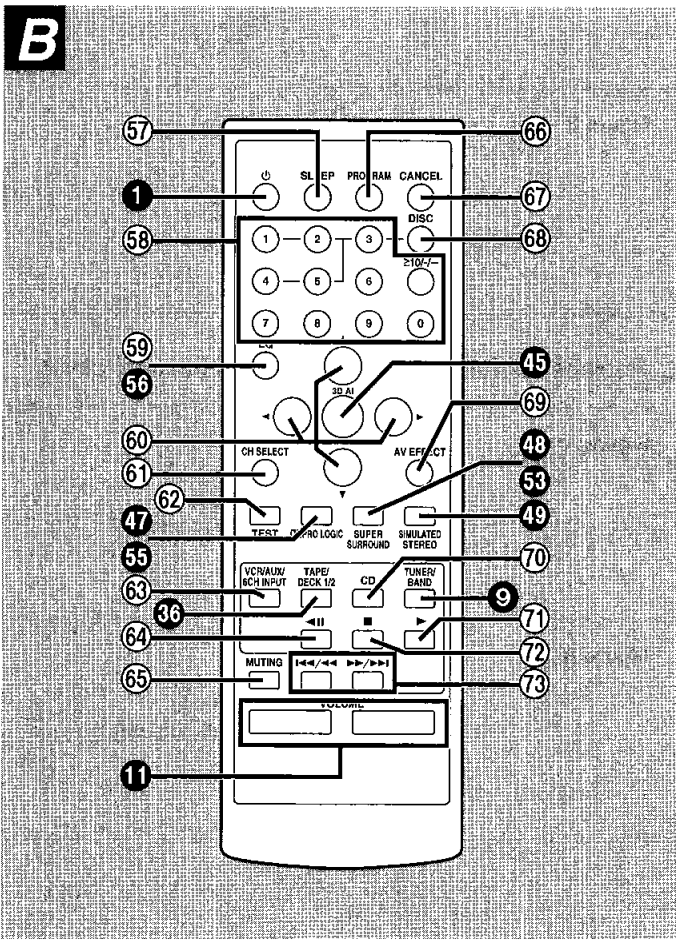 B
57 66
⏻ SLEEP PROGRAM CANCEL
1 67
58 DISC 68
1 2 3
≥10/-/--
4 5 6
7 8 9 0
59
56 45
3D AI
◄ ►
60 69
CH SELECT AV EFFECT
61 48
▼
62 53
47 49
TEST PRO LOGIC SUPER SURROUND SIMULATED STEREO
55
VCR/AUX/ 6CH INPUT TAPE/ DECK 1/2 CD TUNER/ BAND
63 70
36 9
◄II ■ ►
64 71
72
MUTING I◄◄/◄◄ ►►/►►I
65 73
VOLUME
11